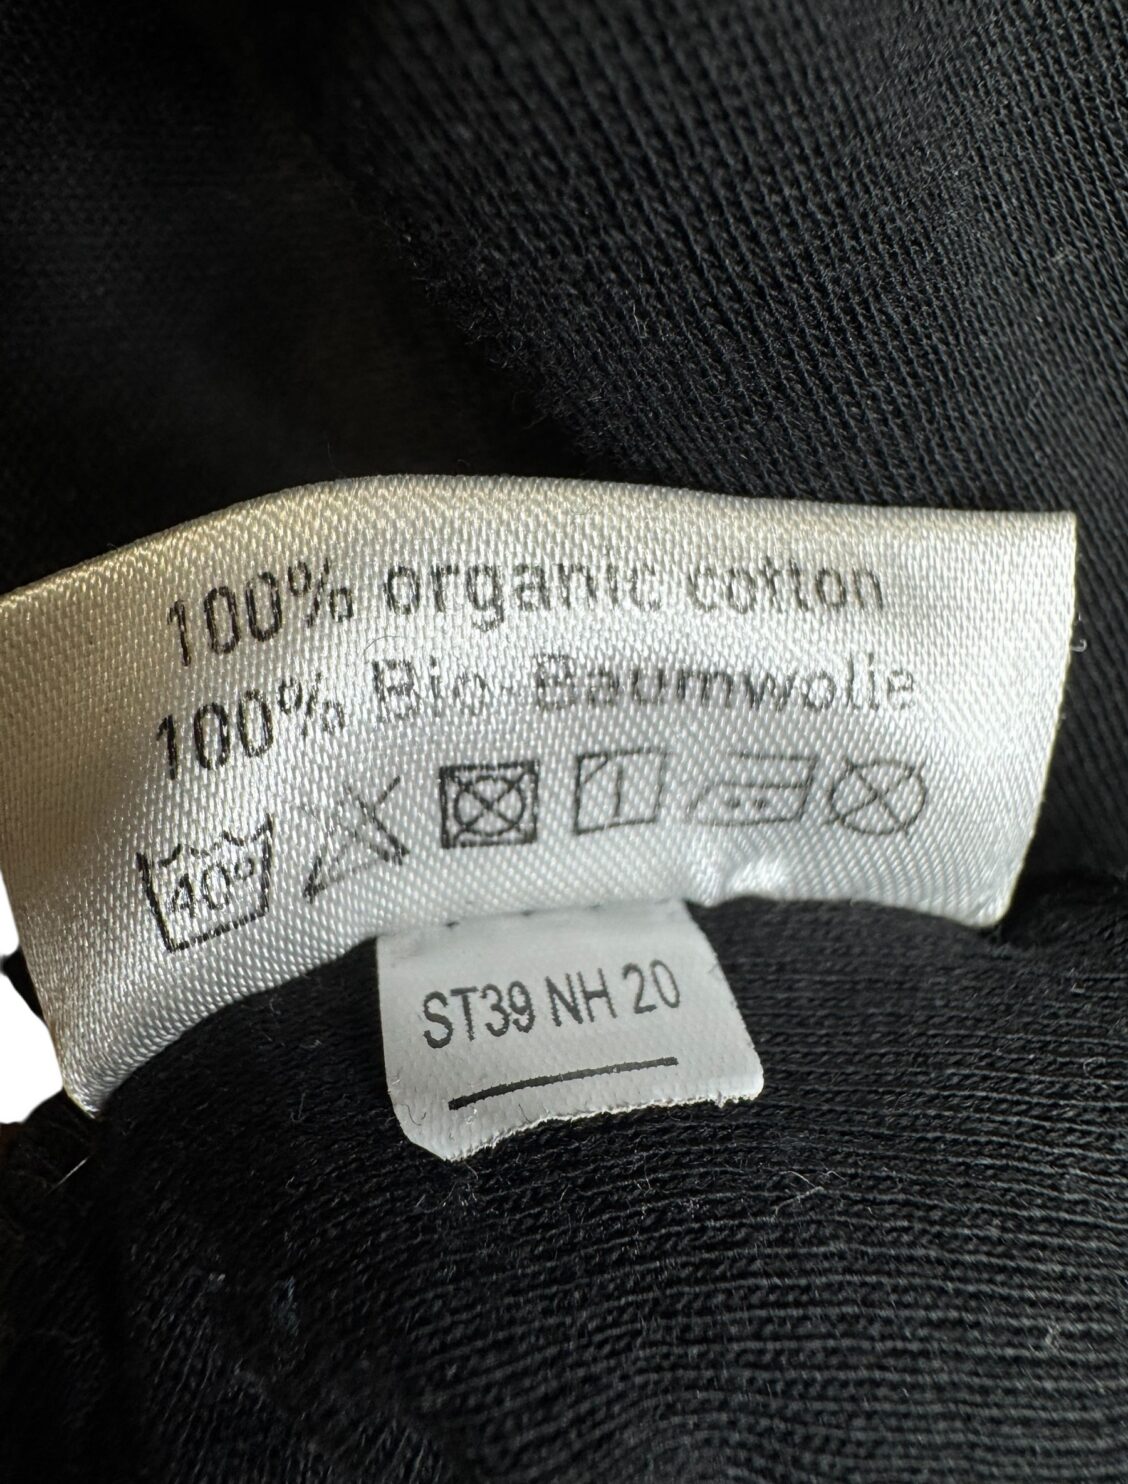 100% organic cotton
100% Bio-Baumwolle
40°
ST39 NH 20